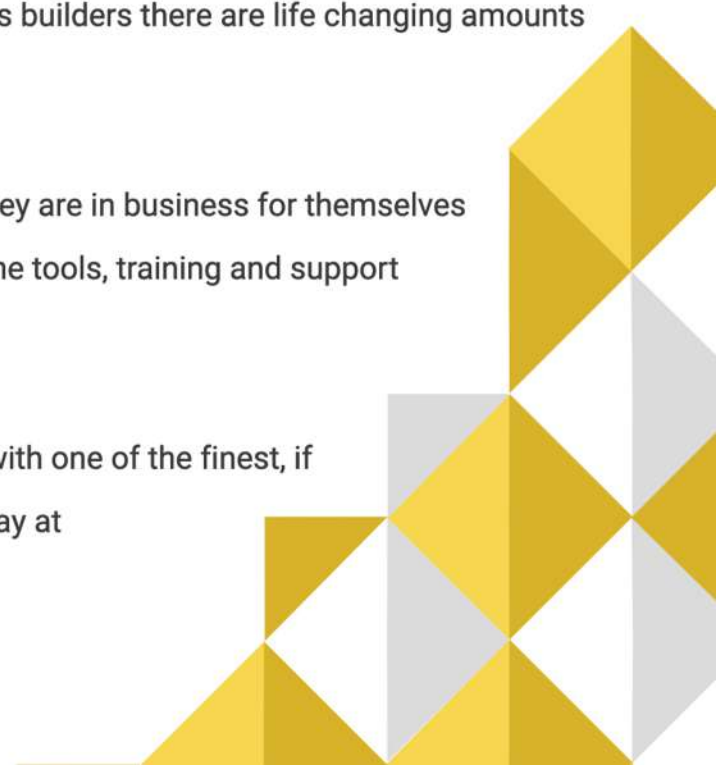 s builders there are life changing amounts
ey are in business for themselves
ne tools, training and support
with one of the finest, if
ay at